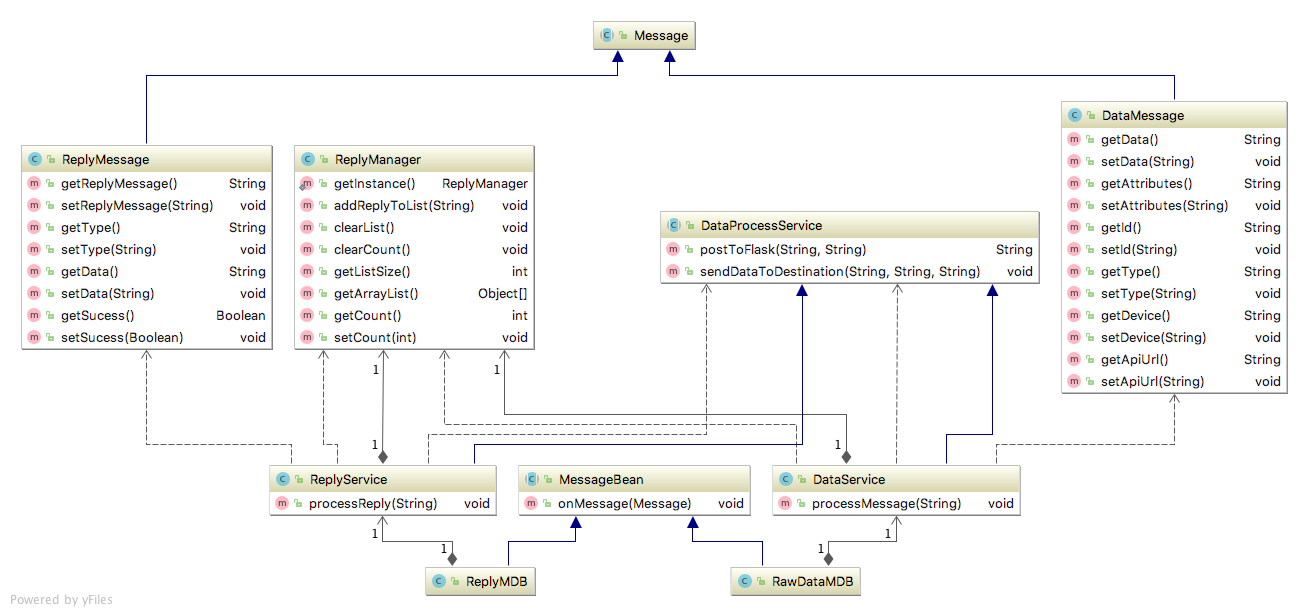 Message
ReplyMessage
getReplyMessage() String
setReplyMessage(String) void
getType() String
setType(String) void
getData() String
setData(String) void
getSucess() Boolean
setSucess(Boolean) void
ReplyManager
getInstance() ReplyManager
addReplyToList(String) void
clearList() void
clearCount() void
getListSize() int
getArrayList() Object[]
getCount() int
setCount(int) void
DataProcessService
postToFlask(String, String) String
sendDataToDestination(String, String, String) void
DataMessage
getData() String
setData(String) void
getAttributes() String
setAttributes(String) void
getId() String
setId(String) void
getType() String
setType(String) void
getDevice() String
setDevice(String) void
getApiUrl() String
setApiUrl(String) void
1
1
1
1
1
ReplyService
processReply(String) void
MessageBean
onMessage(Message) void
DataService
processMessage(String) void
1
1
1
1
ReplyMDB
RawDataMDB
Powered by yFiles